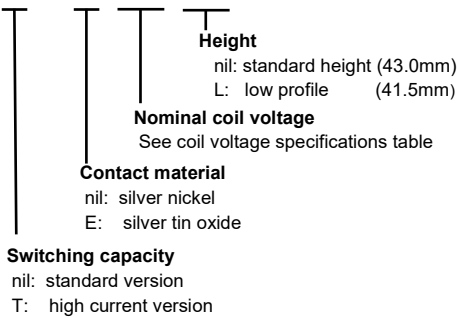 Height
nil: standard height (43.0mm)
L: low profile (41.5mm)
Nominal coil voltage
See coil voltage specifications table
Contact material
nil: silver nickel
E: silver tin oxide
Switching capacity
nil: standard version
T: high current version